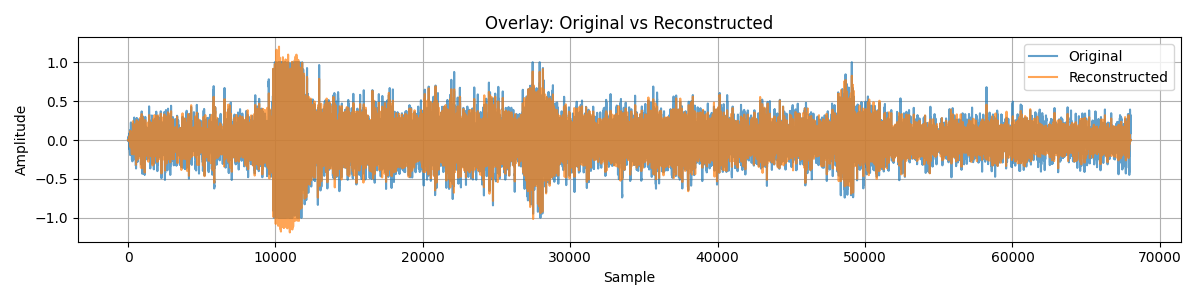 Overlay: Original vs Reconstructed
Original
Reconstructed
Amplitude
1.0
0.5
0.0
−0.5
−1.0
0 10000 20000 30000 40000 50000 60000 70000
Sample